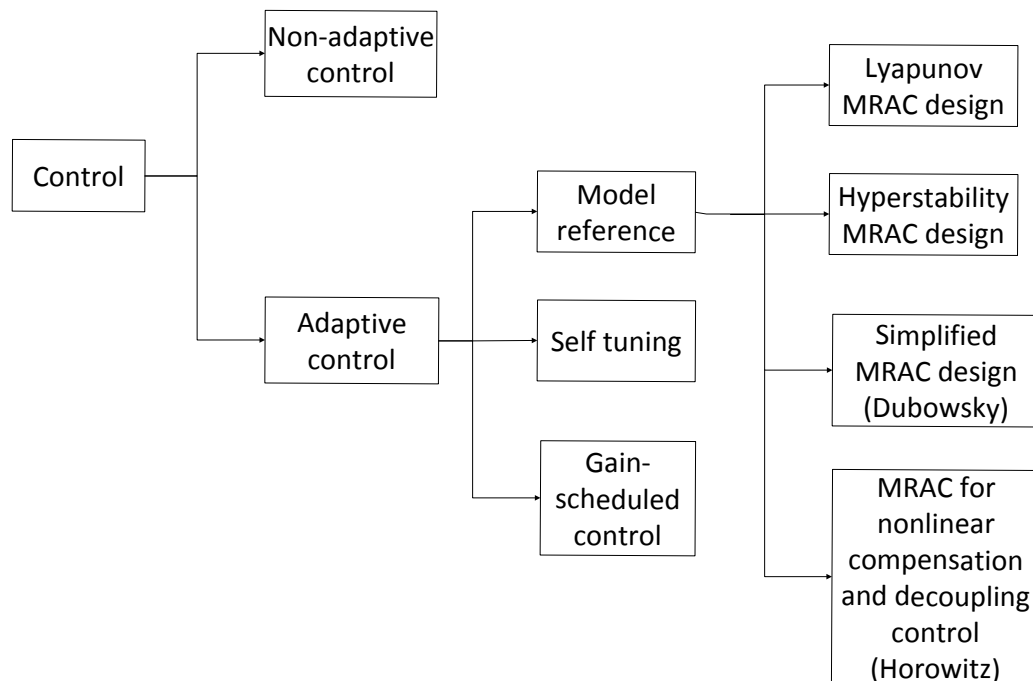 Control
Non-adaptive
control
Adaptive
control
Model
reference
Self tuning
Gain-
scheduled
control
Lyapunov
MRAC design
Hyperstability
MRAC design
Simplified
MRAC design
(Dubowsky)
MRAC for
nonlinear
compensation
and decoupling
control
(Horowitz)